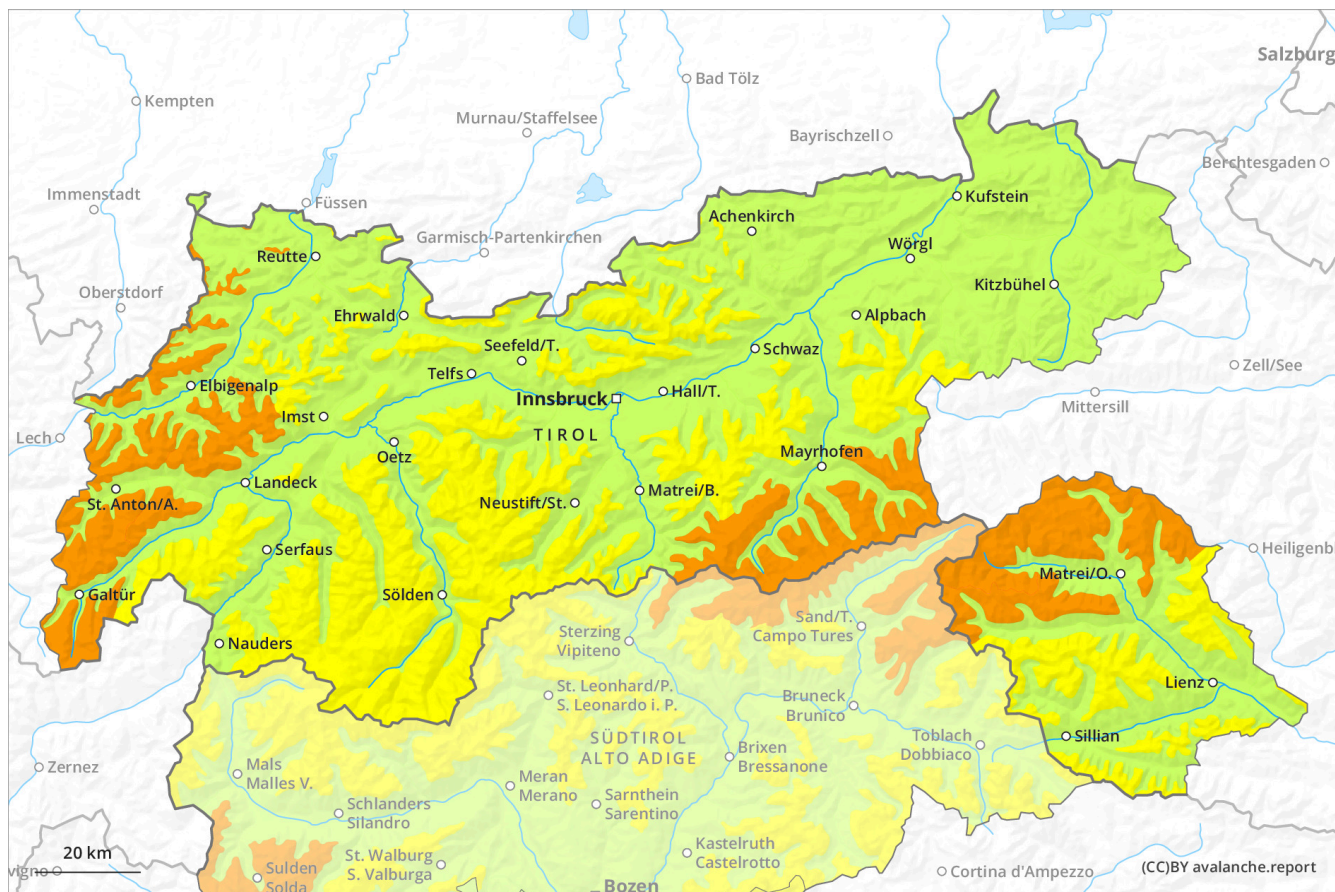 Salzburg
Bad Tölz
Kempten
Murnau/Staffelsee
Bayrischzell
Berchtesgaden
Immenstadt
Füssen
Kufstein
Achenkirch
Garmisch-Partenkirchen
Wörgl
Reutte
Kitzbühel
Oberstdorf
Ehrwald
Alpbach
Seefeld/T.
Schwaz
Telfs
Zell/See
Elbigenalp
Innsbruck
Hall/T.
Mittersill
Imst
TIROL
Lech
Oetz
Mayrhofen
Landeck
Matrei/B.
St. Anton/A.
Neustift/St.
Serfaus
Heiligenb
Matrei/O.
Galtür
Sölden
Sand/T.
Campo Tures
Sterzing
Vipiteno
Nauders
Lienz
St. Leonhard/P.
S. Leonardo i. P.
Bruneck
Brunico
SÜDTIROL
ALTO ADIGE
Toblach
Dobbiaco
Sillian
Brixen
Bressanone
Zernez
Mals
Malles V.
Meran
Merano
Sarnthein
Sarentino
Schlanders
Silandro
Kastelruth
Castelrotto
20 km
St. Walburg
S. Valburga
vigno
Sulden
Solda
Cortina d'Ampezzo
(CC)BY avalanche.report
Bozen